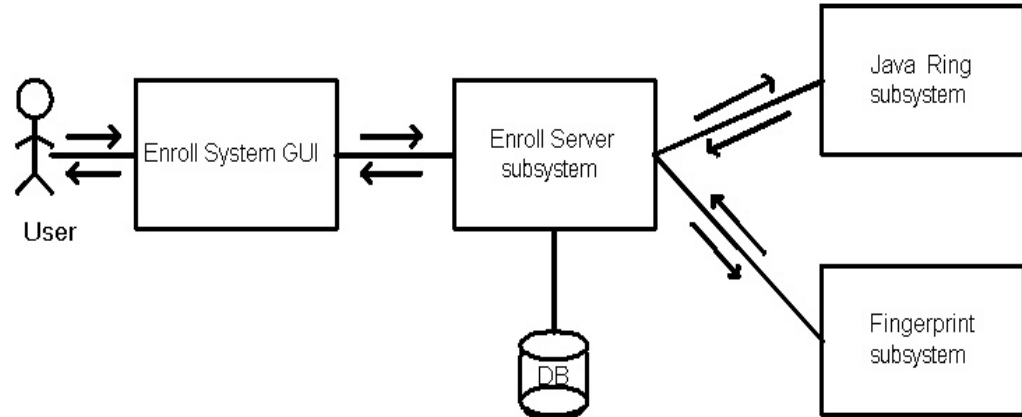 User
Enroll System GUI
Enroll Server
subsystem
DB
Java Ring
subsystem
Fingerprint
subsystem